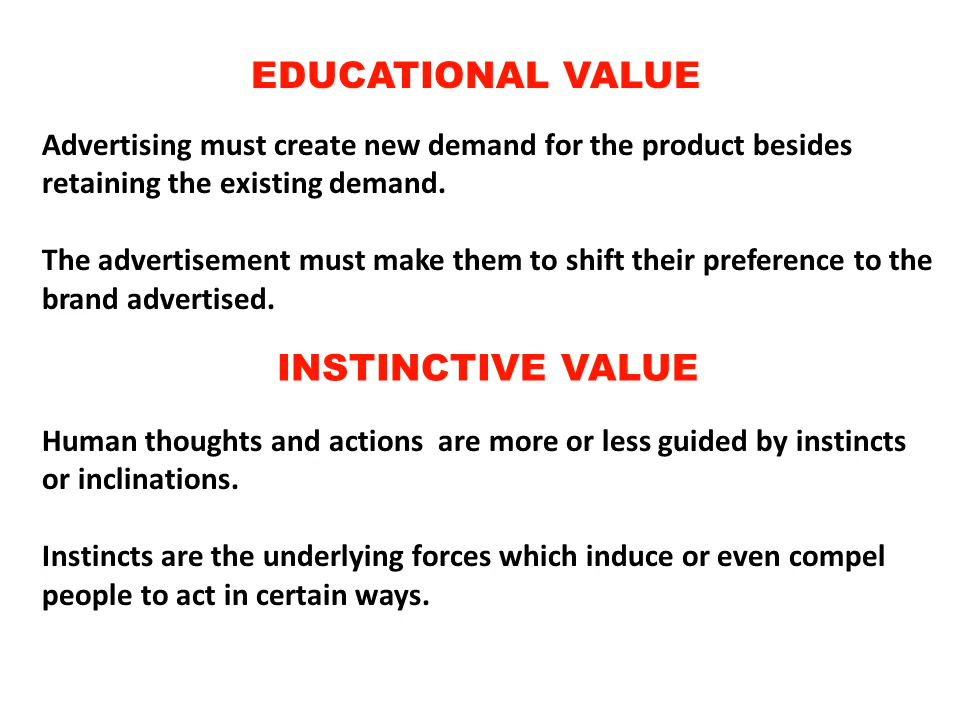 EDUCATIONAL VALUE
Advertising must create new demand for the product besides
retaining the existing demand.
The advertisement must make them to shift their preference to the
brand advertised.
INSTINCTIVE VALUE
Human thoughts and actions  are more or less guided by instincts
or inclinations.
Instincts are the underlying forces which induce or even compel
people to act in certain ways.